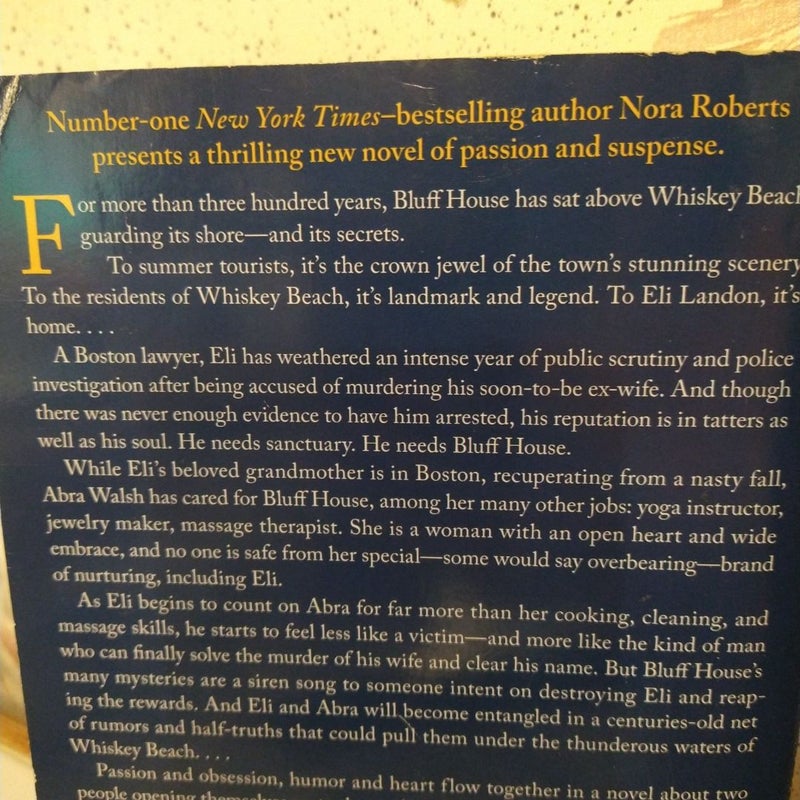 Number-one New York Times–bestselling author Nora Roberts
presents a thrilling new novel of passion and suspense.
For more than three hundred years, Bluff House has sat above Whiskey Beach
guarding its shore—and its secrets.
To summer tourists, it's the crown jewel of the town's stunning scenery
To the residents of Whiskey Beach, it's landmark and legend. To Eli Landon, it's
home. . . .
A Boston lawyer, Eli has weathered an intense year of public scrutiny and police
investigation after being accused of murdering his soon-to-be ex-wife. And though
there was never enough evidence to have him arrested, his reputation is in tatters as
well as his soul. He needs sanctuary. He needs Bluff House.
While Eli's beloved grandmother is in Boston, recuperating from a nasty fall,
Abra Walsh has cared for Bluff House, among her many other jobs: yoga instructor,
jewelry maker, massage therapist. She is a woman with an open heart and wide
embrace, and no one is safe from her special—some would say overbearing—brand
of nurturing, including Eli.
As Eli begins to count on Abra for far more than her cooking, cleaning, and
massage skills, he starts to feel less like a victim—and more like the kind of man
who can finally solve the murder of his wife and clear his name. But Bluff House's
many mysteries are a siren song to someone intent on destroying Eli and reap-
ing the rewards. And Eli and Abra will become entangled in a centuries-old net
of rumors and half-truths that could pull them under the thunderous waters of
Whiskey Beach. . . .
Passion and obsession, humor and heart flow together in a novel about two
people opening